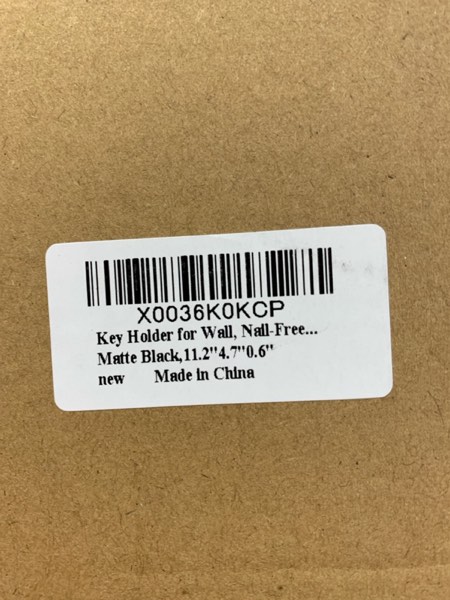 X0036K0KCP
Key Holder for Wall, Nail-Free...
Matte Black,11.2"4.7"0.6"
new Made in China